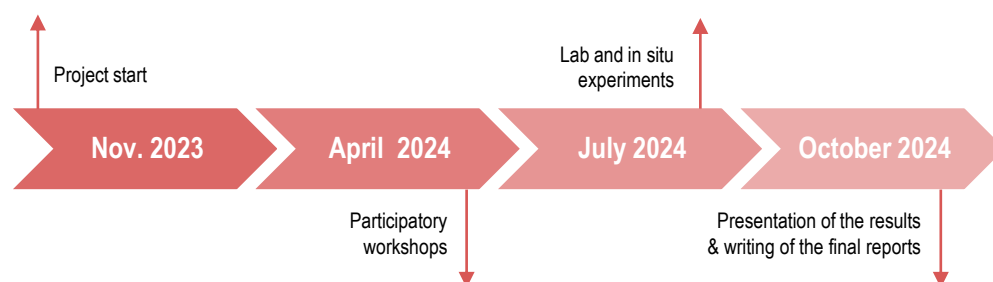 Project start
Lab and in situ
experiments
Nov. 2023
April 2024
July 2024
October 2024
Participatory
workshops
Presentation of the results
& writing of the final reports